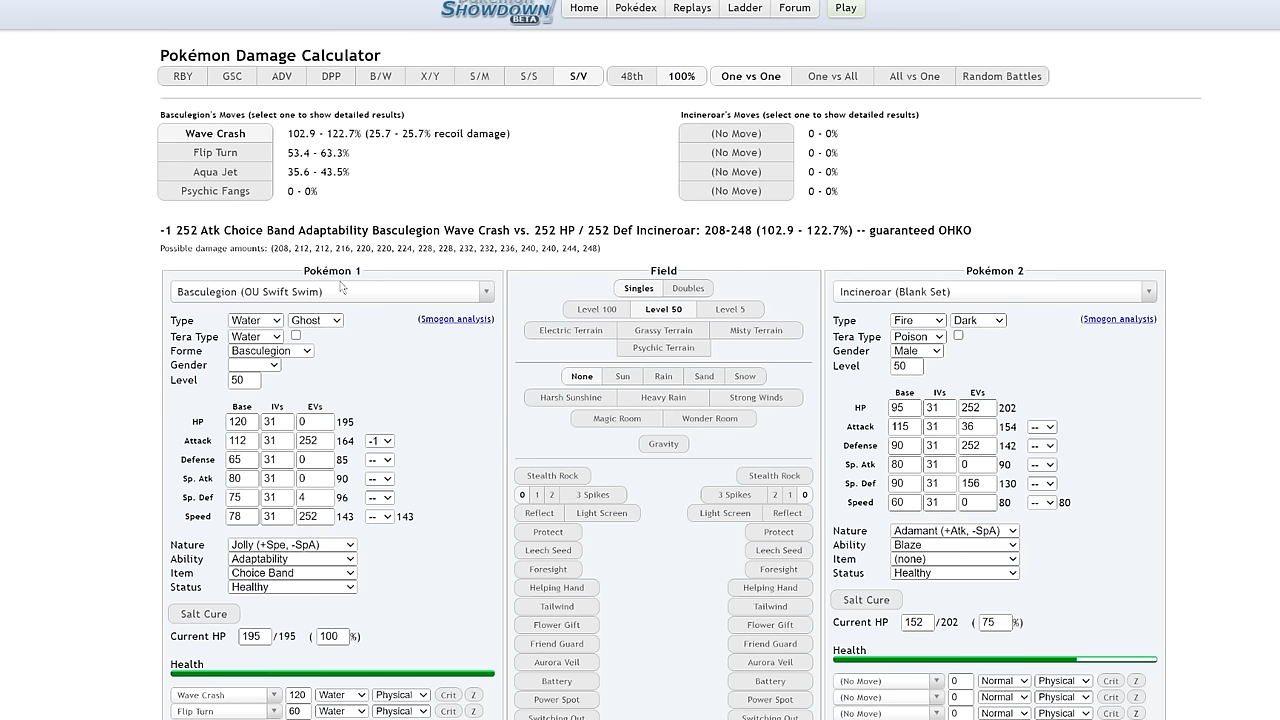 Pokémon
SHOWDOWN Home Pokédex Replays Ladder Forum Play
BETA
Pokémon Damage Calculator
RBY GSC ADV DPP B/W X/Y S/M S/S S/V 48th 100% One vs One One vs All All vs One Random Battles
Basculegion's Moves (select one to show detailed results) Incineroar's Moves (select one to show detailed results)
Wave Crash 102.9 - 122.7% (25.7 - 25.7% recoil damage) (No Move) 0 - 0%
Flip Turn 53.4 - 63.3% (No Move) 0 - 0%
Aqua Jet 35.6 - 43.5% (No Move) 0 - 0%
Psychic Fangs 0 - 0% (No Move) 0 - 0%
-1 252 Atk Choice Band Adaptability Basculegion Wave Crash vs. 252 HP / 252 Def Incineroar: 208-248 (102.9 - 122.7%) -- guaranteed OHKO
Possible damage amounts: (208, 212, 212, 216, 220, 220, 224, 228, 228, 232, 232, 236, 240, 240, 244, 248)
Pokémon 1
Basculegion (OU Swift Swim)
Type Water Ghost (Smogon analysis)
Tera Type Water
Forme Basculegion
Gender
Level 50
Base IVs EVs
HP 120 31 0 195
Attack 112 31 252 164 -1
Defense 65 31 0 85 --
Sp. Atk 80 31 0 90 --
Sp. Def 75 31 4 96 --
Speed 78 31 252 143 -- 143
Nature Jolly (+Spe, -SpA)
Ability Adaptability
Item Choice Band
Status Healthy
Salt Cure
Current HP 195 /195 ( 100 %)
Health
Wave Crash 120 Water Physical Crit Z
Flip Turn 60 Water Physical Crit Z
Field
Singles Doubles
Level 100 Level 50 Level 5
Electric Terrain Grassy Terrain Misty Terrain
Psychic Terrain
None Sun Rain Sand Snow
Harsh Sunshine Heavy Rain Strong Winds
Magic Room Wonder Room
Gravity
Stealth Rock Stealth Rock
0 1 2 3 Spikes 3 Spikes 2 1 0
Reflect Light Screen Light Screen Reflect
Protect Protect
Leech Seed Leech Seed
Foresight Foresight
Helping Hand Helping Hand
Tailwind Tailwind
Flower Gift Flower Gift
Friend Guard Friend Guard
Aurora Veil Aurora Veil
Battery Battery
Power Spot Power Spot
Switching Out Switching Out
Pokémon 2
Incineroar (Blank Set)
Type Fire Dark (Smogon analysis)
Tera Type Poison
Gender Male
Level 50
Base IVs EVs
HP 95 31 252 202
Attack 115 31 36 154 --
Defense 90 31 252 142 --
Sp. Atk 80 31 0 90 --
Sp. Def 90 31 156 130 --
Speed 60 31 0 80 -- 80
Nature Adamant (+Atk, -SpA)
Ability Blaze
Item (none)
Status Healthy
Salt Cure
Current HP 152 /202 ( 75 %)
Health
(No Move) 0 Normal Physical Crit Z
(No Move) 0 Normal Physical Crit Z
(No Move) 0 Normal Physical Crit Z